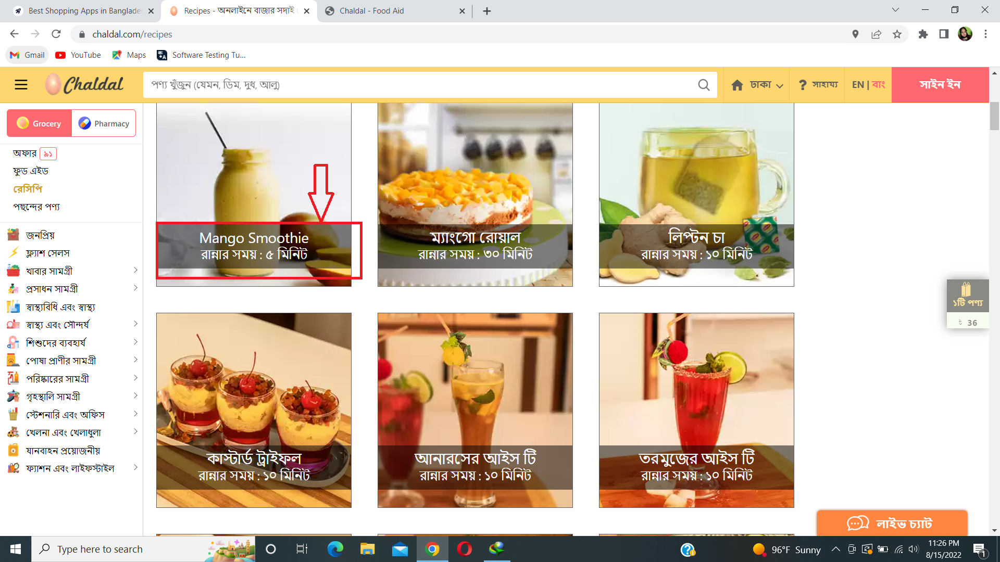 Best Shopping Apps in Banglade
Recipes - অনলাইনে বাজার সদাই
Chaldal - Food Aid
chaldal.com/recipes
Gmail
YouTube
Maps
Software Testing Tu...
Chaldal
পণ্য খুঁজুন (যেমন, ডিম, দুধ, আলু)
ঢাকা
? সাহায্য
EN | বাং
সাইন ইন
Grocery
Pharmacy
অফার ৯১
ফুড এইড
রেসিপি
পছন্দের পণ্য
জনপ্রিয়
ফ্ল্যাশ সেলস
খাবার সামগ্রী
প্রসাধন সামগ্রী
স্বাস্থ্যবিধি এবং স্বাস্থ্য
স্বাস্থ্য এবং সৌন্দর্য
শিশুদের ব্যবহার্য
পোষা প্রাণীর সামগ্রী
পরিষ্কারের সামগ্রী
গৃহস্থালি সামগ্রী
স্টেশনারি এবং অফিস
খেলনা এবং খেলাধুলা
যানবাহন প্রয়োজনীয়
ফ্যাশন এবং লাইফস্টাইল
Mango Smoothie
রান্নার সময় : ৫ মিনিট
ম্যাংগো রোয়াল
রান্নার সময় : ৩০ মিনিট
লিপ্টন চা
রান্নার সময় : ১০ মিনিট
কাস্টার্ড ট্রাইফল
রান্নার সময় : ১০ মিনিট
আনারসের আইস টি
রান্নার সময় : ১০ মিনিট
তরমুজের আইস টি
রান্নার সময় : ১০ মিনিট
১টি পণ্য
৳ 36
লাইভ চ্যাট
Type here to search
96°F Sunny
11:26 PM
8/15/2022
1